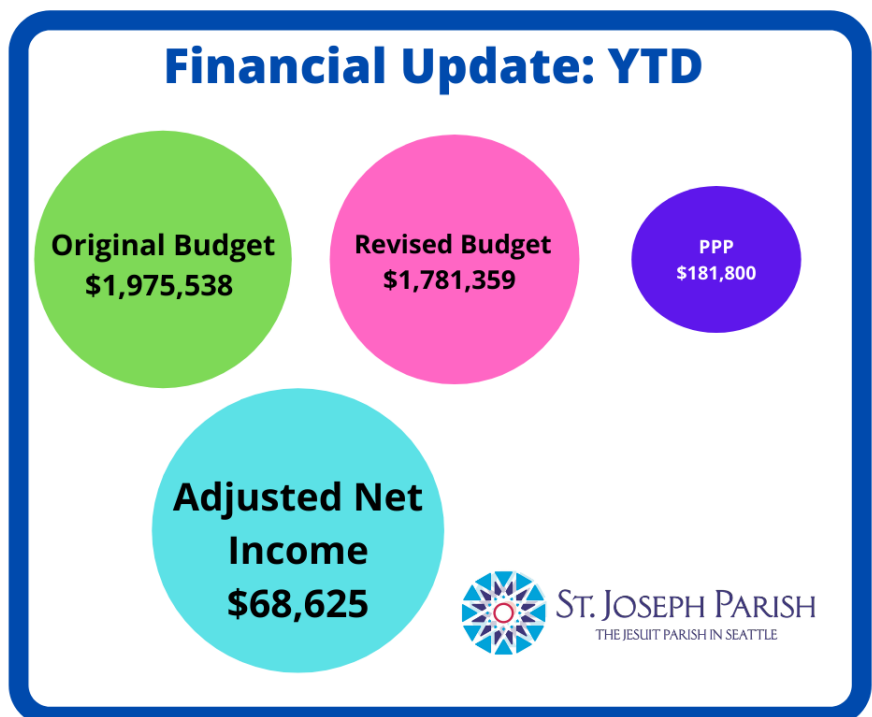 Financial Update: YTD
Original Budget
$1,975,538
Revised Budget
$1,781,359
PPP
$181,800
Adjusted Net
Income
$68,625
ST. JOSEPH PARISH
THE JESUIT PARISH IN SEATTLE